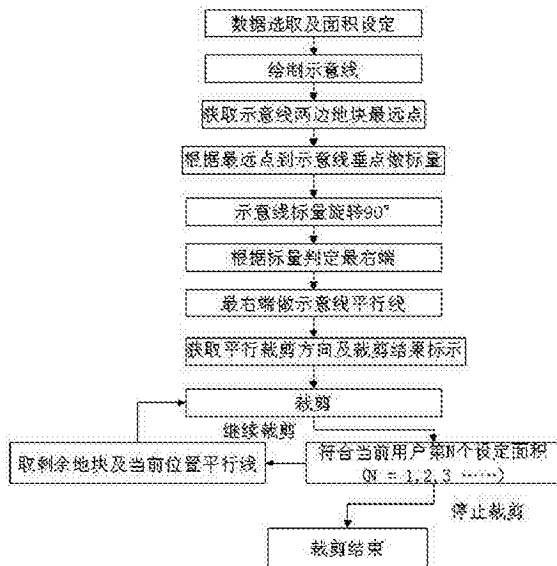 数据选取及面积设定
绘制示意线
获取示意线两边地块最远点
根据最远点到示意线垂点做标量
示意线标量旋转90°
根据标量判定最右端
最右端做示意线平行线
获取平行裁剪方向及裁剪结果标示
裁剪
继续裁剪
取剩余地块及当前位置平行线
符合当前用户第N个设定面积
(N = 1,2,3 ……)
停止裁剪
裁剪结束